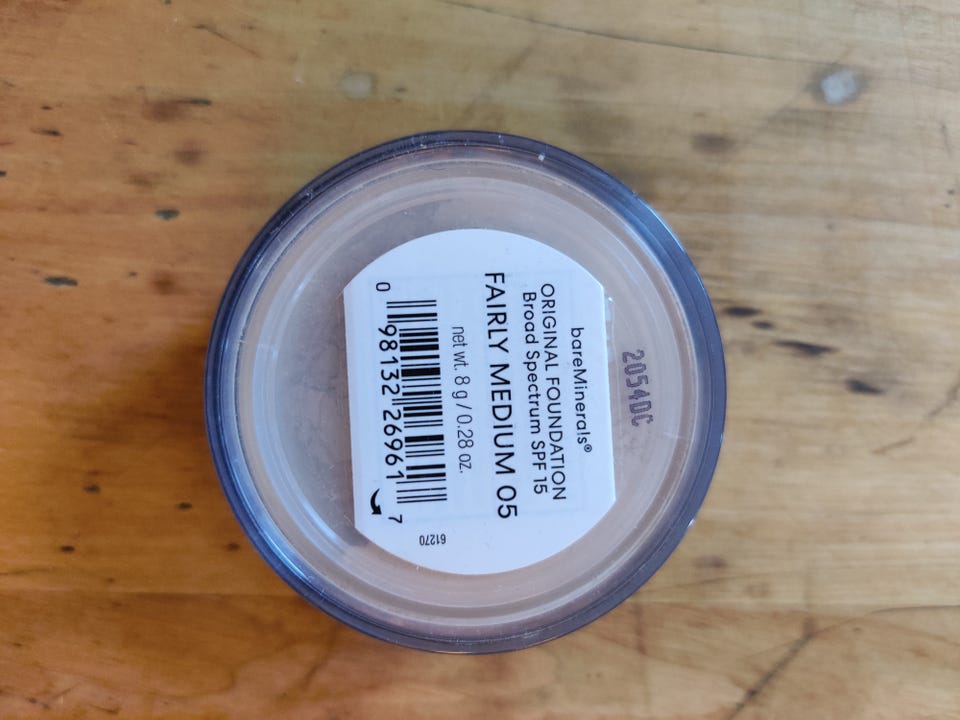 bareMinerals®
ORIGINAL FOUNDATION
Broad Spectrum SPF 15
FAIRLY MEDIUM 05
net wt. 8 g / 0.28 oz.
0 98132 26961 7
61270
2054DC